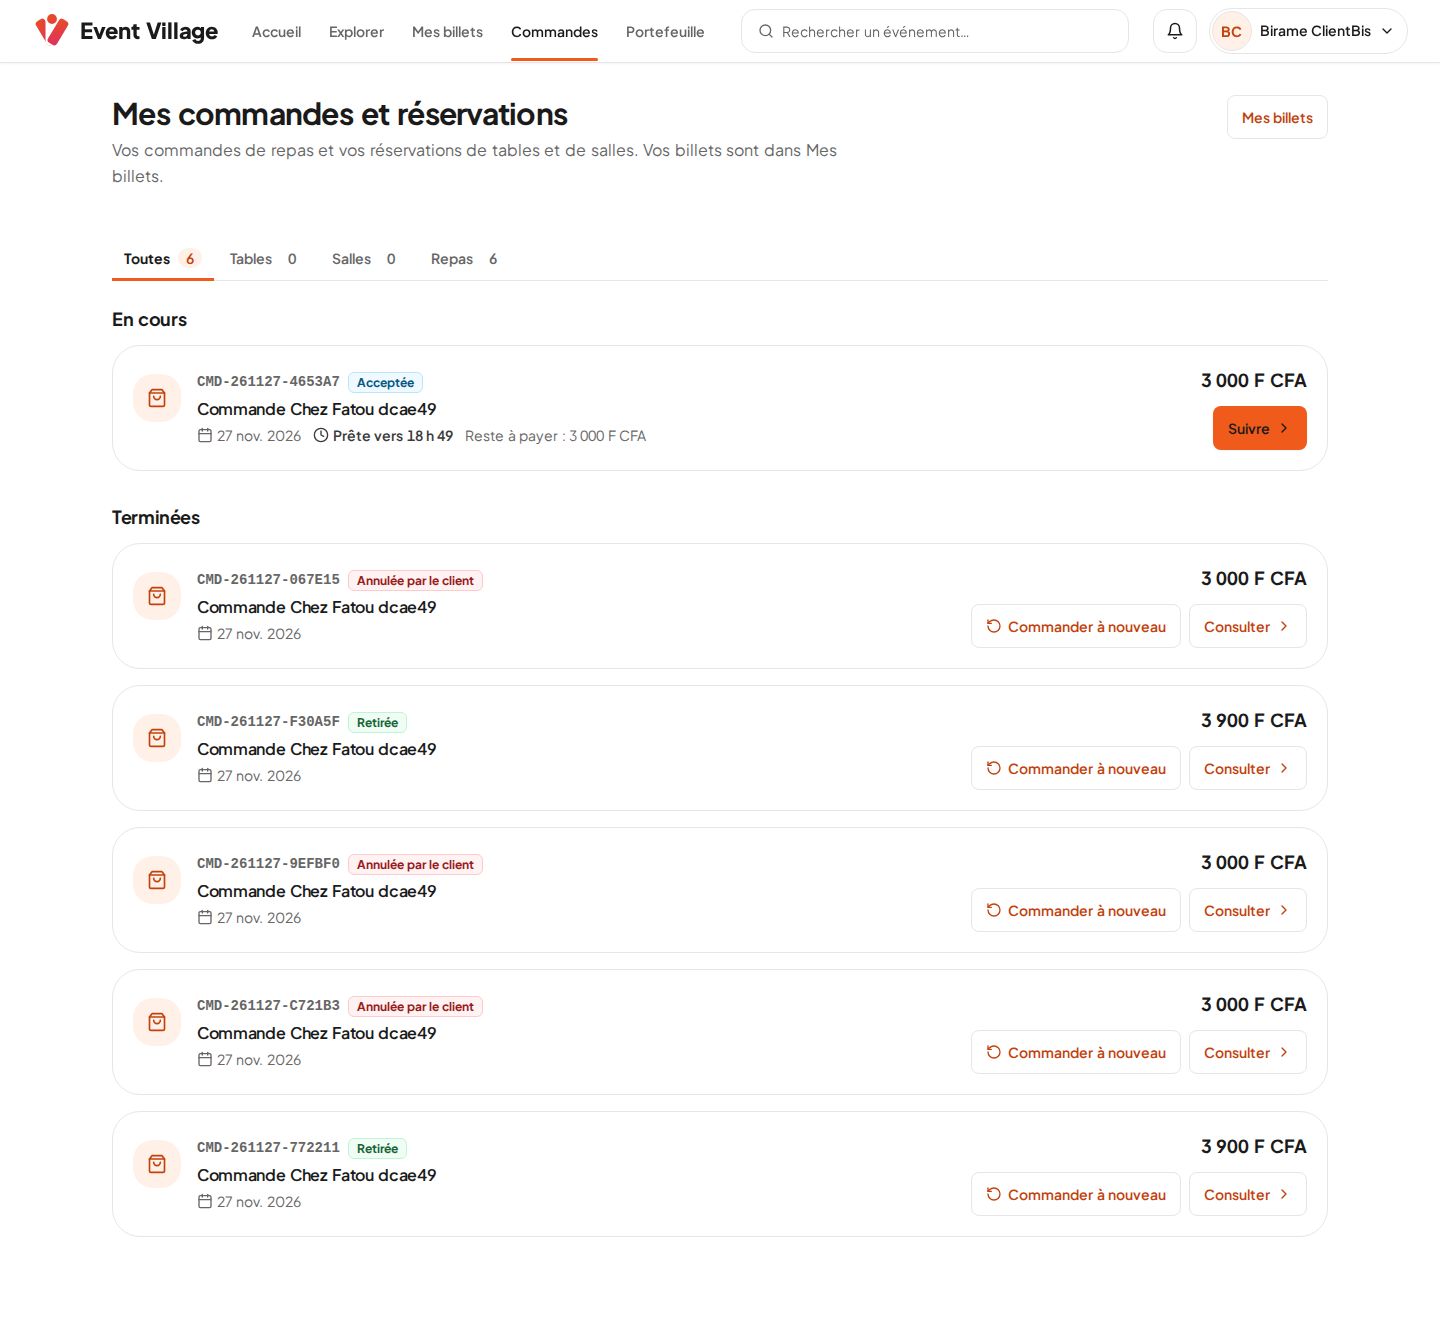 Event Village
Accueil
Explorer
Mes billets
Commandes
Portefeuille
Rechercher un événement…
BC
Birame ClientBis
Mes commandes et réservations
Mes billets
Vos commandes de repas et vos réservations de tables et de salles. Vos billets sont dans Mes
billets.
Toutes 6
Tables 0
Salles 0
Repas 6
En cours
CMD-261127-4653A7 Acceptée
3 000 F CFA
Commande Chez Fatou dcae49
27 nov. 2026 Prête vers 18 h 49 Reste à payer : 3 000 F CFA
Suivre
Terminées
CMD-261127-067E15 Annulée par le client
3 000 F CFA
Commande Chez Fatou dcae49
27 nov. 2026
Commander à nouveau
Consulter
CMD-261127-F30A5F Retirée
3 900 F CFA
Commande Chez Fatou dcae49
27 nov. 2026
Commander à nouveau
Consulter
CMD-261127-9EFBF0 Annulée par le client
3 000 F CFA
Commande Chez Fatou dcae49
27 nov. 2026
Commander à nouveau
Consulter
CMD-261127-C721B3 Annulée par le client
3 000 F CFA
Commande Chez Fatou dcae49
27 nov. 2026
Commander à nouveau
Consulter
CMD-261127-772211 Retirée
3 900 F CFA
Commande Chez Fatou dcae49
27 nov. 2026
Commander à nouveau
Consulter